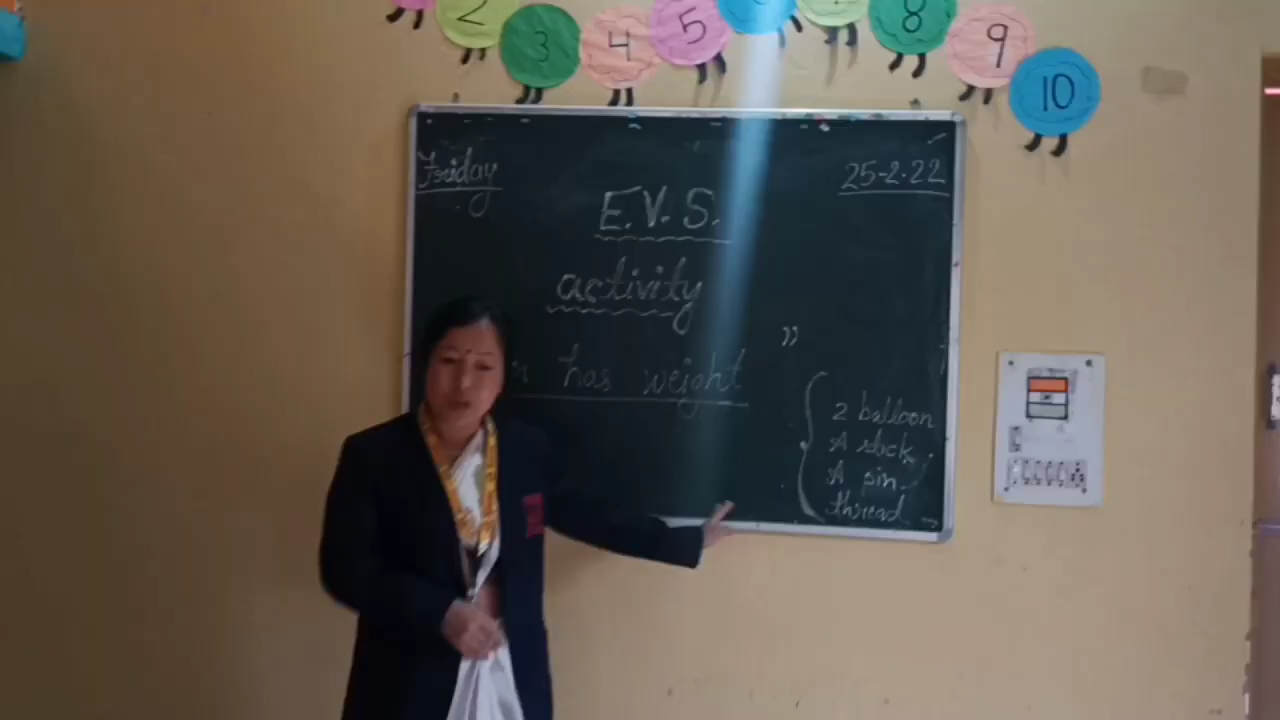 2
3
4
5
8
9
10
Friday
25-2.22
E.V.S.
activity
has weight ”
2 balloon
A stick
A pin
thread